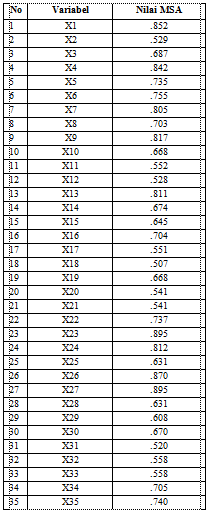 No Variabel Nilai MSA
1 X1 .852
2 X2 .529
3 X3 .687
4 X4 .842
5 X5 .735
6 X6 .755
7 X7 .805
8 X8 .703
9 X9 .817
10 X10 .668
11 X11 .552
12 X12 .528
13 X13 .811
14 X14 .674
15 X15 .645
16 X16 .704
17 X17 .551
18 X18 .507
19 X19 .668
20 X20 .541
21 X21 .541
22 X22 .737
23 X23 .895
24 X24 .812
25 X25 .631
26 X26 .870
27 X27 .895
28 X28 .631
29 X29 .608
30 X30 .670
31 X31 .520
32 X32 .558
33 X33 .558
34 X34 .705
35 X35 .740